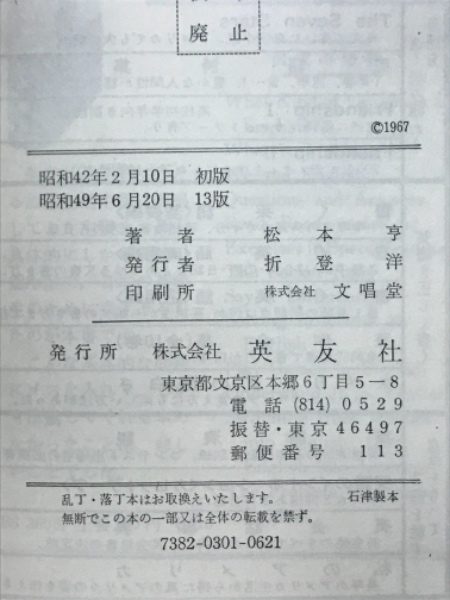 廃止
©1967
昭和42年2月10日 初版
昭和49年6月20日 13版
著者 松本亨
発行者 折登洋
印刷所 株式会社 文唱堂
発行所 株式会社 英友社
東京都文京区本郷6丁目5-8
電話 (814) 0529
振替・東京 46497
郵便番号 113
乱丁・落丁本はお取換えいたします。 石津製本
無断でこの本の一部又は全体の転載を禁ず。
7382-0301-0621